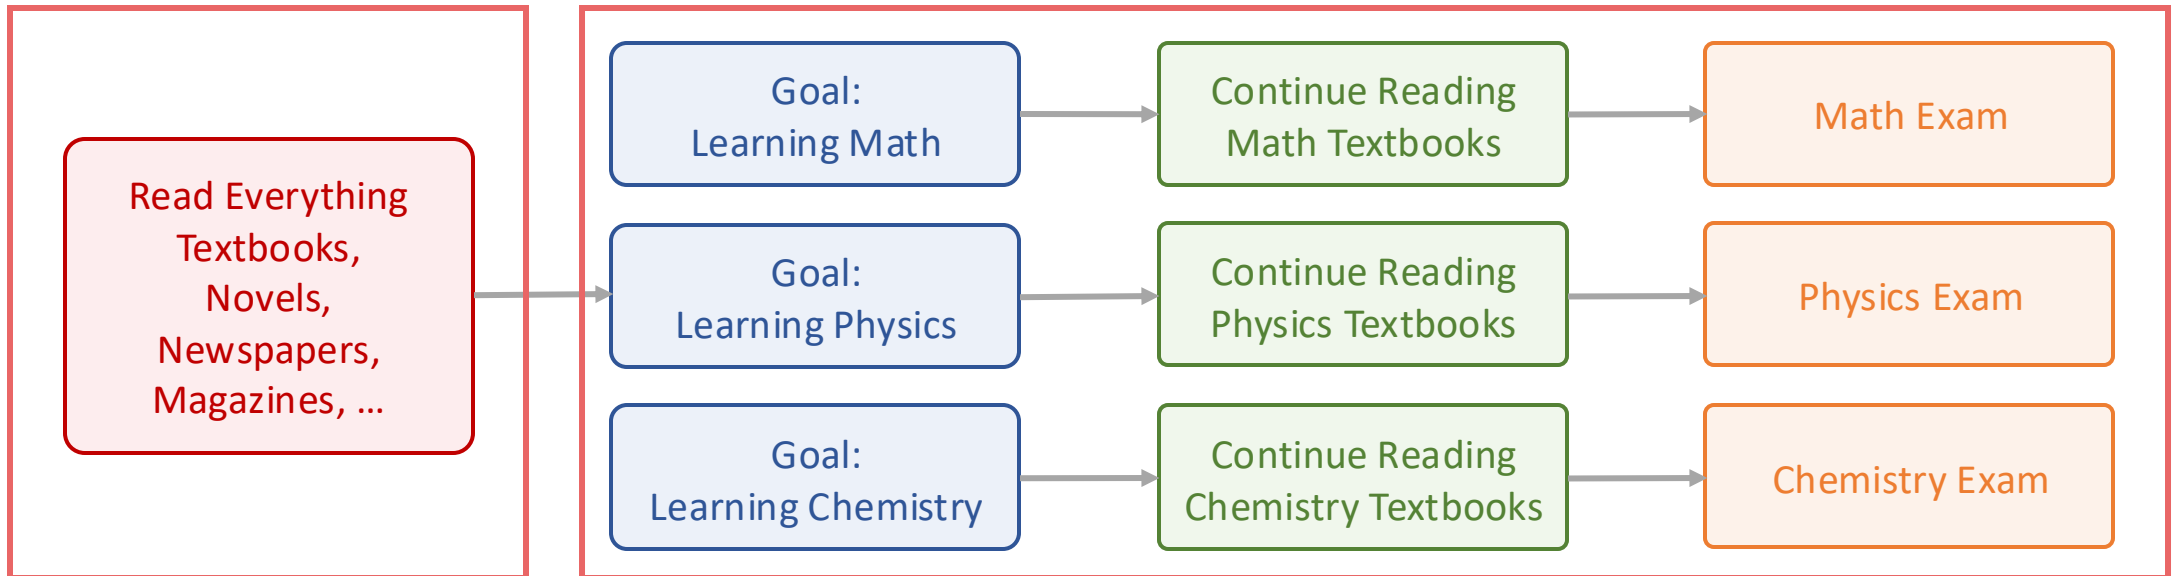 Read Everything
Textbooks,
Novels,
Newspapers,
Magazines, ...
Goal:
Learning Math
Continue Reading
Math Textbooks
Math Exam
Goal:
Learning Physics
Continue Reading
Physics Textbooks
Physics Exam
Goal:
Learning Chemistry
Continue Reading
Chemistry Textbooks
Chemistry Exam